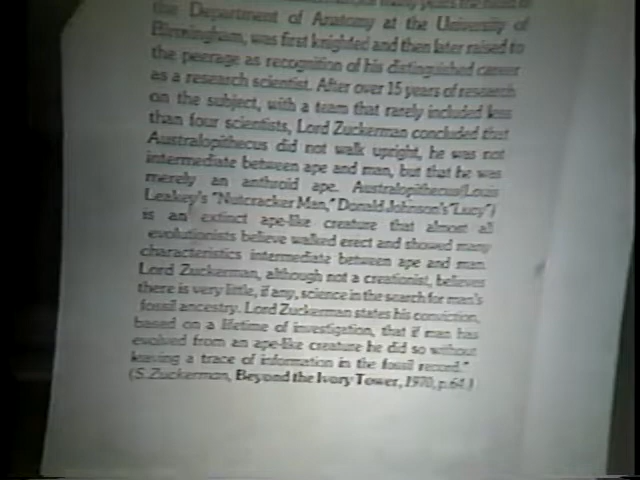 the Department of Anatomy at the University of
Birmingham, was first knighted and then later raised to
the peerage as recognition of his distinguished career
as a research scientist. After over 15 years of research
on the subject, with a team that rarely included less
than four scientists, Lord Zuckerman concluded that
Australopithecus did not walk upright, he was not
intermediate between ape and man, but that he was
merely an anthroid ape. Australopithecus (Louis
Leakey's "Nutcracker Man," Donald Johnson's "Lucy")
is an extinct ape-like creature that almost all
evolutionists believe walked erect and showed many
characteristics intermediate between ape and man.
Lord Zuckerman, although not a creationist, believes
there is very little, if any, science in the search for man's
fossil ancestry. Lord Zuckerman states his conviction,
based on a lifetime of investigation, that if man has
evolved from an ape-like creature he did so without
leaving a trace of information in the fossil record."
(S. Zuckerman, Beyond the Ivory Tower, 1970, p.64.)